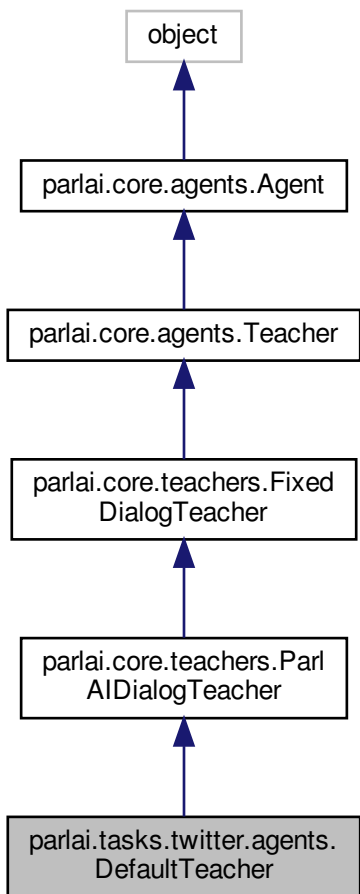 object
parlai.core.agents.Agent
parlai.core.agents.Teacher
parlai.core.teachers.Fixed
DialogTeacher
parlai.core.teachers.Parl
AIDialogTeacher
parlai.tasks.twitter.agents.
DefaultTeacher